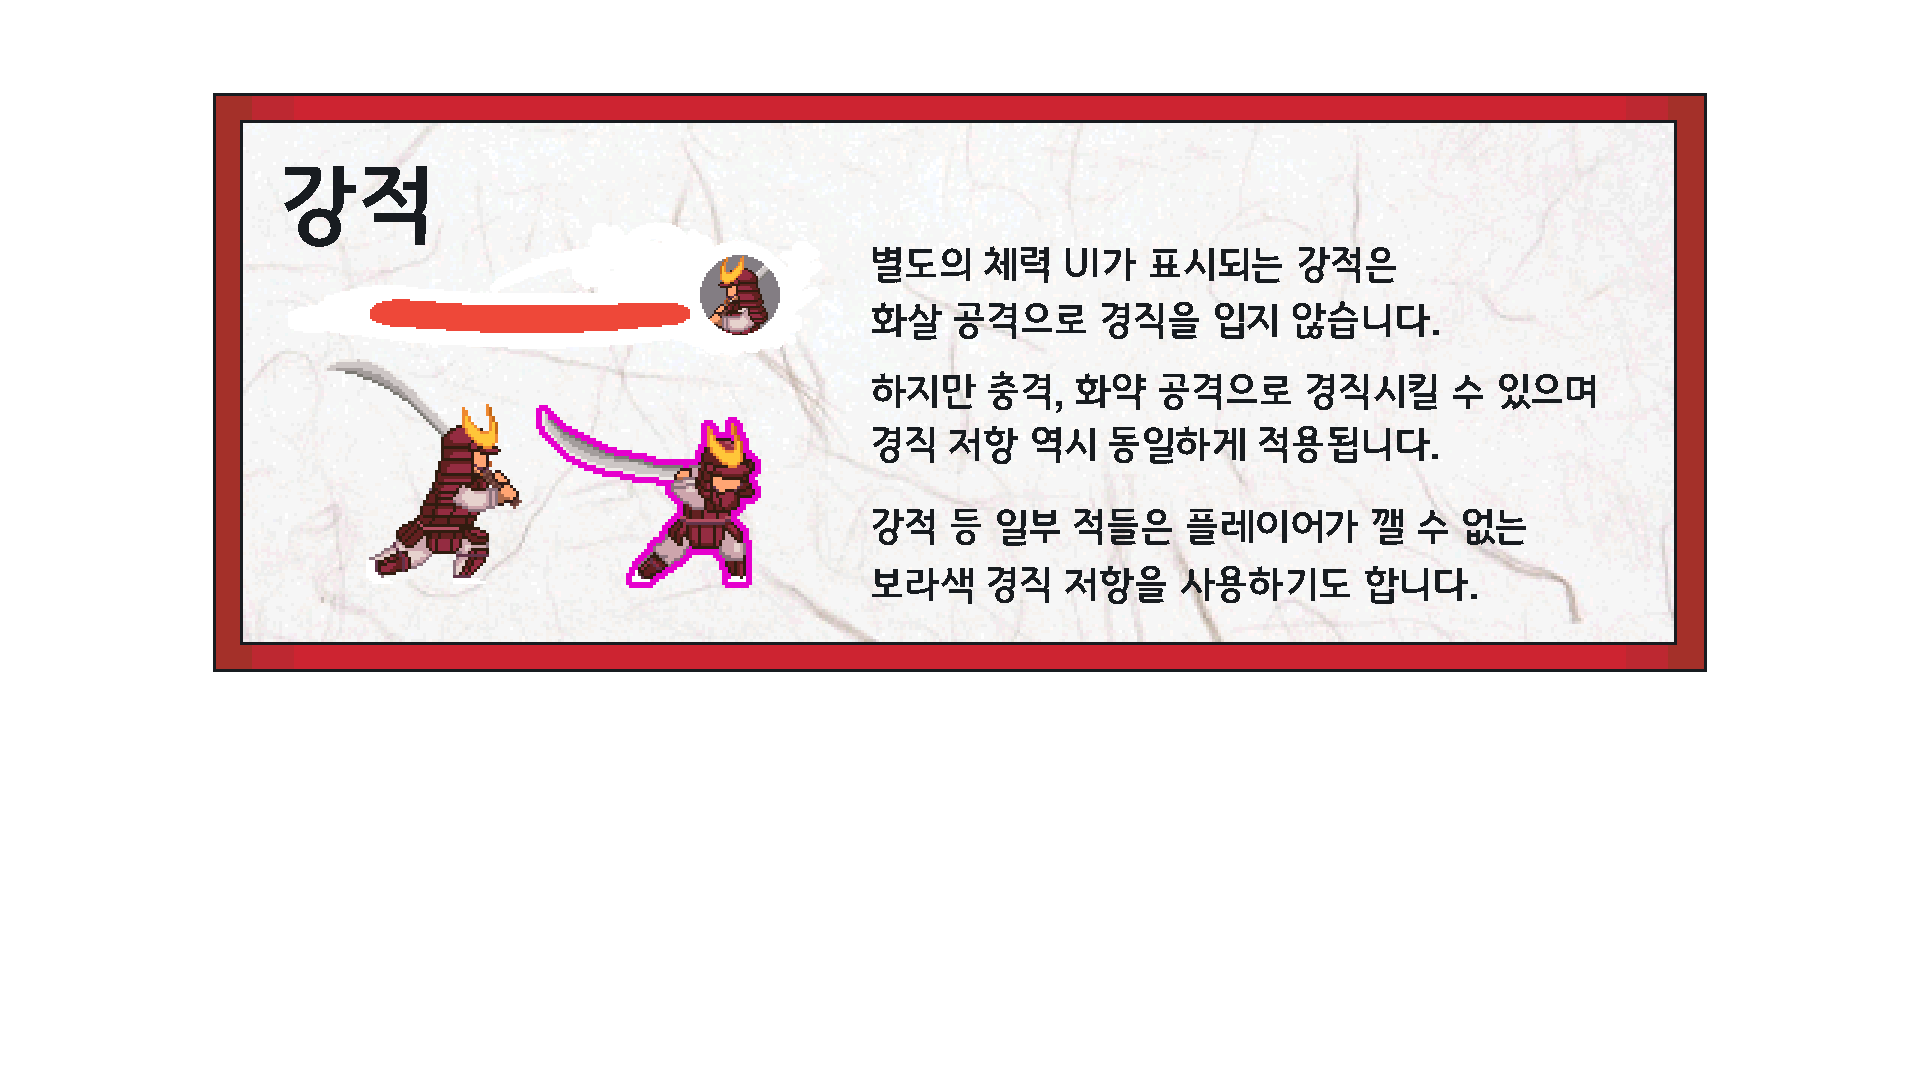 강적
별도의 체력 UI가 표시되는 강적은
화살 공격으로 경직을 입지 않습니다.
하지만 충격, 화약 공격으로 경직시킬 수 있으며
경직 저항 역시 동일하게 적용됩니다.
강적 등 일부 적들은 플레이어가 깰 수 없는
보라색 경직 저항을 사용하기도 합니다.